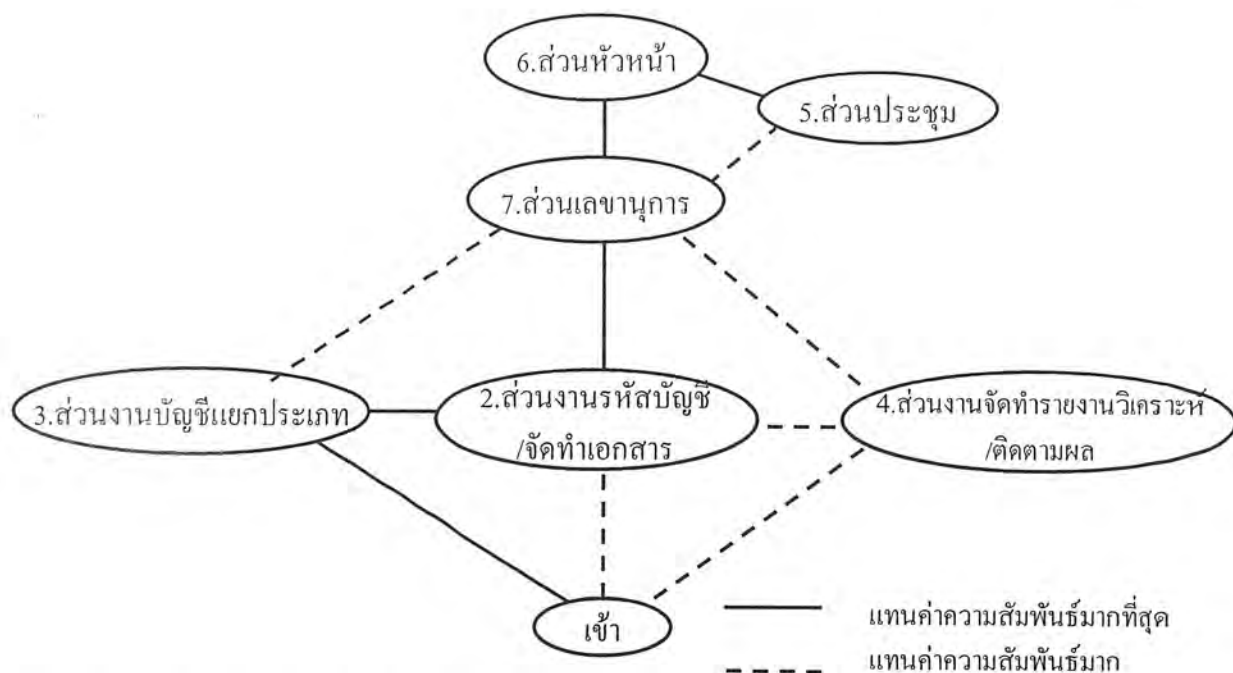 6.ส่วนหัวหน้า
5.ส่วนประชุม
7.ส่วนเลขานุการ
3.ส่วนงานบัญชีแยกประเภท
2.ส่วนงานรหัสบัญชี
/จัดทำเอกสาร
4.ส่วนงานจัดทำรายงานวิเคราะห์
/ติดตามผล
เข้า
แทนค่าความสัมพันธ์มากที่สุด
แทนค่าความสัมพันธ์มาก